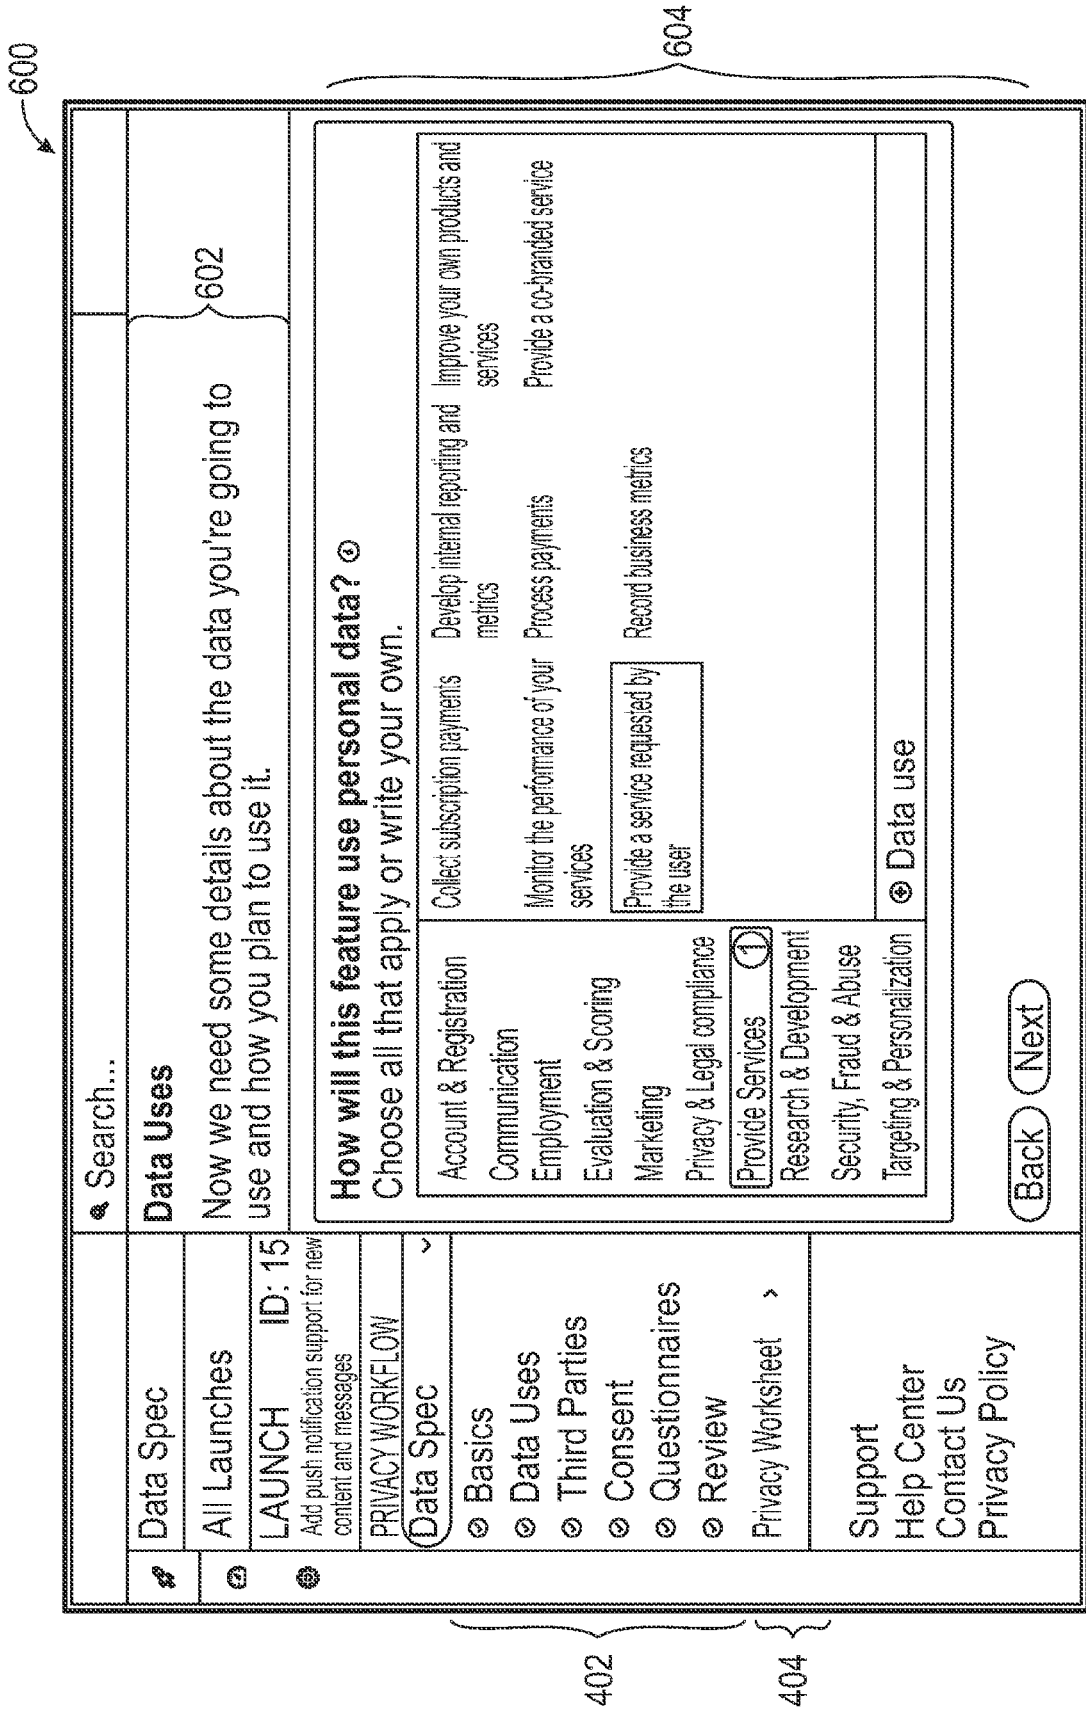 600
Search...
Data Spec
All Launches
LAUNCH ID: 15
Add push notification support for new
content and messages
PRIVACY WORKFLOW
Data Spec
Basics
Data Uses
Third Parties
Consent
Questionnaires
Review
Privacy Worksheet
Support
Help Center
Contact Us
Privacy Policy
402
404
Data Uses
Now we need some details about the data you're going to
use and how you plan to use it.
602
How will this feature use personal data?
Choose all that apply or write your own.
Account & Registration
Communication
Employment
Evaluation & Scoring
Marketing
Privacy & Legal compliance
Provide Services 1
Research & Development
Security, Fraud & Abuse
Targeting & Personalization
Collect subscription payments
Develop internal reporting and
metrics
Improve your own products and
services
Monitor the performance of your
services
Process payments
Provide a co-branded service
Provide a service requested by
the user
Record business metrics
Data use
Back Next
604